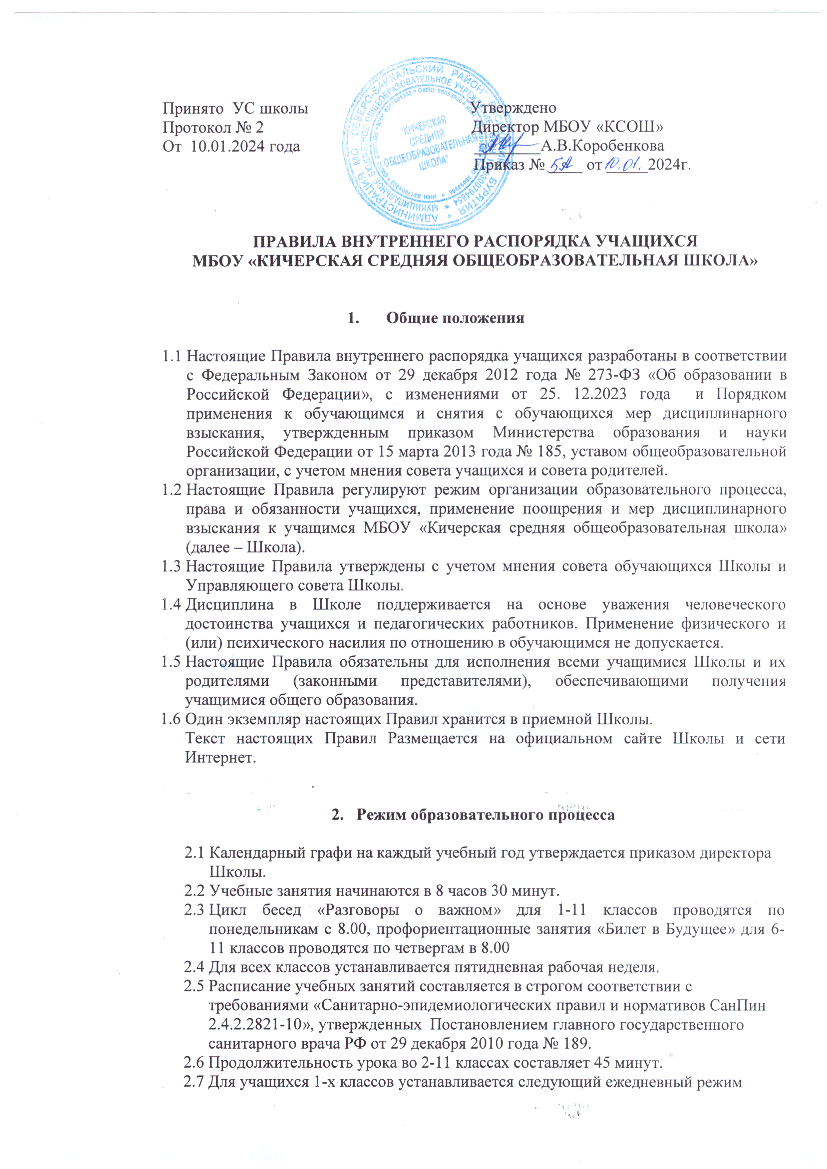 Принято УС школы Утверждено
Протокол № 2 Директор МБОУ «КСОШ»
От 10.01.2024 года ________А.В.Коробенкова
Приказ № от 10.01. 2024г.
"КИЧЕРСКАЯ
СРЕДНЯЯ
ОБЩЕОБРАЗОВАТЕЛЬНАЯ
ШКОЛА"
ПРАВИЛА ВНУТРЕННЕГО РАСПОРЯДКА УЧАЩИХСЯ
МБОУ «КИЧЕРСКАЯ СРЕДНЯЯ ОБЩЕОБРАЗОВАТЕЛЬНАЯ ШКОЛА»
1. Общие положения
1.1 Настоящие Правила внутреннего распорядка учащихся разработаны в соответствии
с Федеральным Законом от 29 декабря 2012 года № 273-ФЗ «Об образовании в
Российской Федерации», с изменениями от 25. 12.2023 года и Порядком
применения к обучающимся и снятия с обучающихся мер дисциплинарного
взыскания, утвержденным приказом Министерства образования и науки
Российской Федерации от 15 марта 2013 года № 185, уставом общеобразовательной
организации, с учетом мнения совета учащихся и совета родителей.
1.2 Настоящие Правила регулируют режим организации образовательного процесса,
права и обязанности учащихся, применение поощрения и мер дисциплинарного
взыскания к учащимся МБОУ «Кичерская средняя общеобразовательная школа»
(далее – Школа).
1.3 Настоящие Правила утверждены с учетом мнения совета обучающихся Школы и
Управляющего совета Школы.
1.4 Дисциплина в Школе поддерживается на основе уважения человеческого
достоинства учащихся и педагогических работников. Применение физического и
(или) психического насилия по отношению в обучающимся не допускается.
1.5 Настоящие Правила обязательны для исполнения всеми учащимися Школы и их
родителями (законными представителями), обеспечивающими получения
учащимися общего образования.
1.6 Один экземпляр настоящих Правил хранится в приемной Школы.
Текст настоящих Правил Размещается на официальном сайте Школы и сети
Интернет.
2. Режим образовательного процесса
2.1 Календарный графи на каждый учебный год утверждается приказом директора
Школы.
2.2 Учебные занятия начинаются в 8 часов 30 минут.
2.3 Цикл бесед «Разговоры о важном» для 1-11 классов проводятся по
понедельникам с 8.00, профориентационные занятия «Билет в Будущее» для 6-
11 классов проводятся по четвергам в 8.00
2.4 Для всех классов устанавливается пятидневная рабочая неделя.
2.5 Расписание учебных занятий составляется в строгом соответствии с
требованиями «Санитарно-эпидемиологических правил и нормативов СанПин
2.4.2.2821-10», утвержденных Постановлением главного государственного
санитарного врача РФ от 29 декабря 2010 года № 189.
2.6 Продолжительность урока во 2-11 классах составляет 45 минут.
2.7 Для учащихся 1-х классов устанавливается следующий ежедневный режим